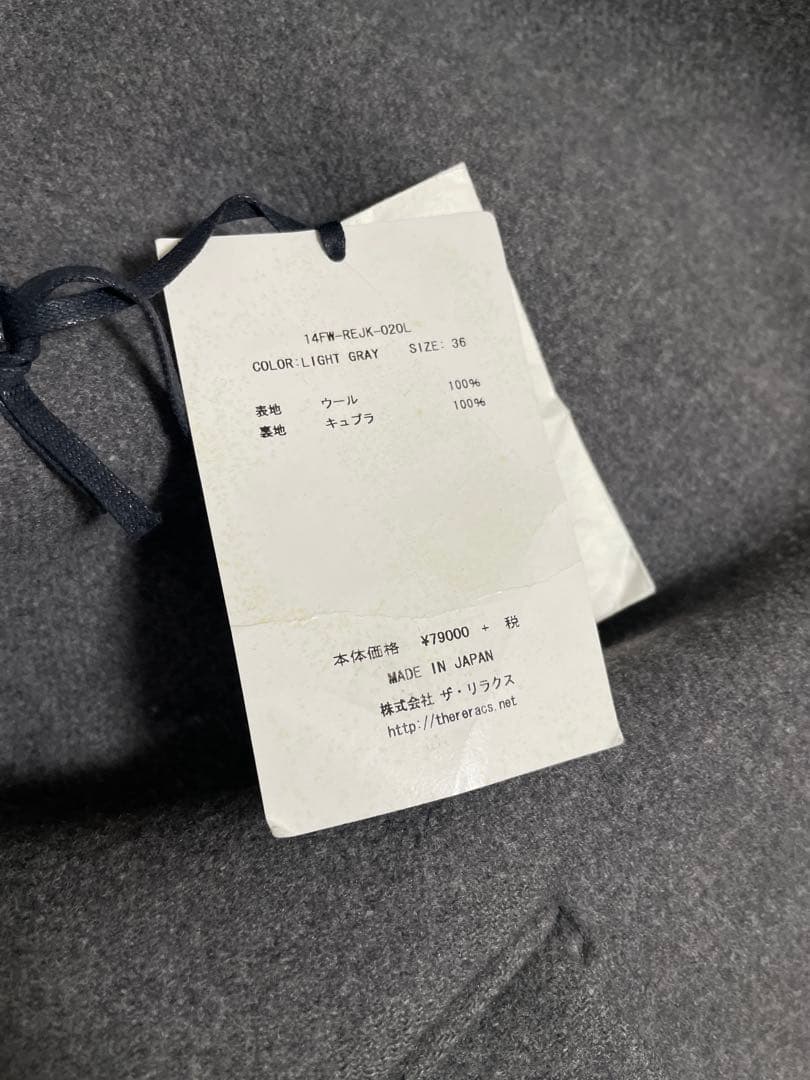 14FW-REJK-020L
COLOR:LIGHT GRAY SIZE: 36
表地 ウール 100%
裏地 キュプラ 100%
本体価格 ¥79000 + 税
MADE IN JAPAN
株式会社 ザ・リラクス
http://thereracs.net